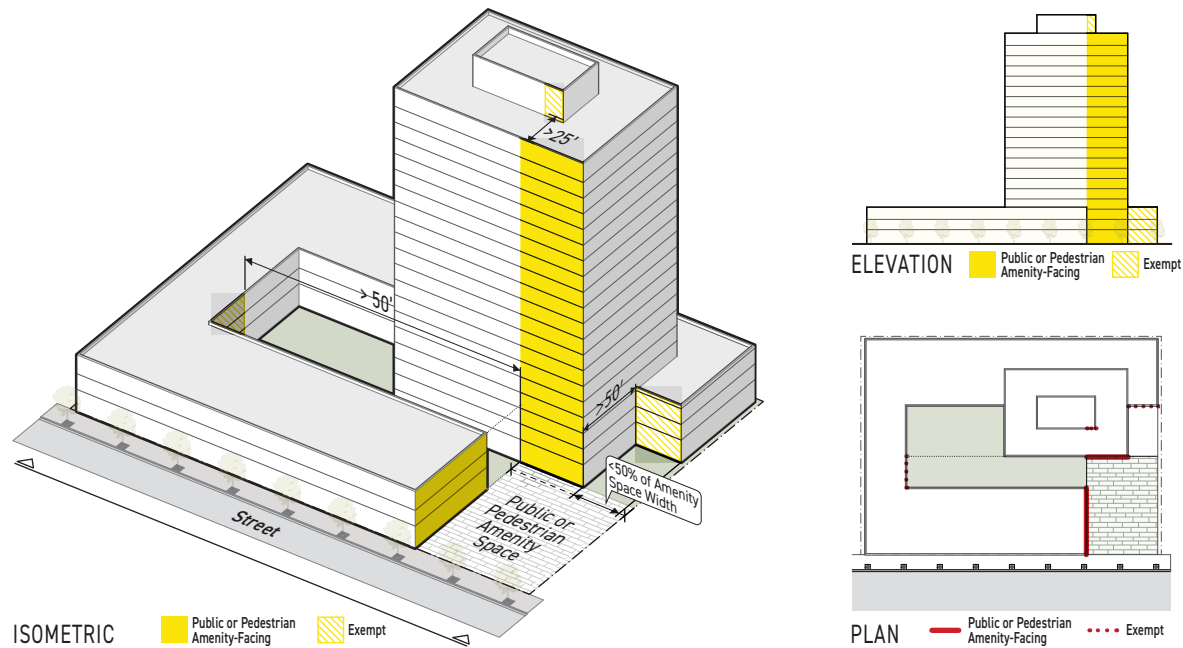 >25'
> 50'
>50'
<50% of Amenity
Space Width
Public or
Pedestrian
Amenity
Space
Street
ISOMETRIC
Public or Pedestrian
Amenity-Facing
Exempt
ELEVATION
Public or Pedestrian
Amenity-Facing
Exempt
PLAN
Public or Pedestrian
Amenity-Facing
Exempt